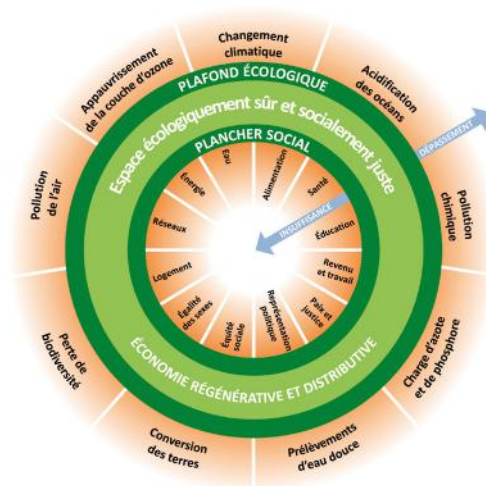 Changement
climatique
Acidification
des océans
Pollution
chimique
Charge d'azote
et de phosphore
Prélèvements
d'eau douce
Conversion
des terres
Perte de
biodiversité
Pollution
de l'air
Appauvrissement
de la couche d'ozone
DÉPASSEMENT
PLAFOND ÉCOLOGIQUE
Espace écologiquement sûr et socialement juste
PLANCHER SOCIAL
Eau
Alimentation
Santé
INSUFFISANCE
Éducation
Revenu
et travail
Paix et
justice
Représentation
politique
Équité
sociale
Égalité
des sexes
Logement
Réseaux
Énergie
ÉCONOMIE RÉGÉNÉRATIVE ET DISTRIBUTIVE